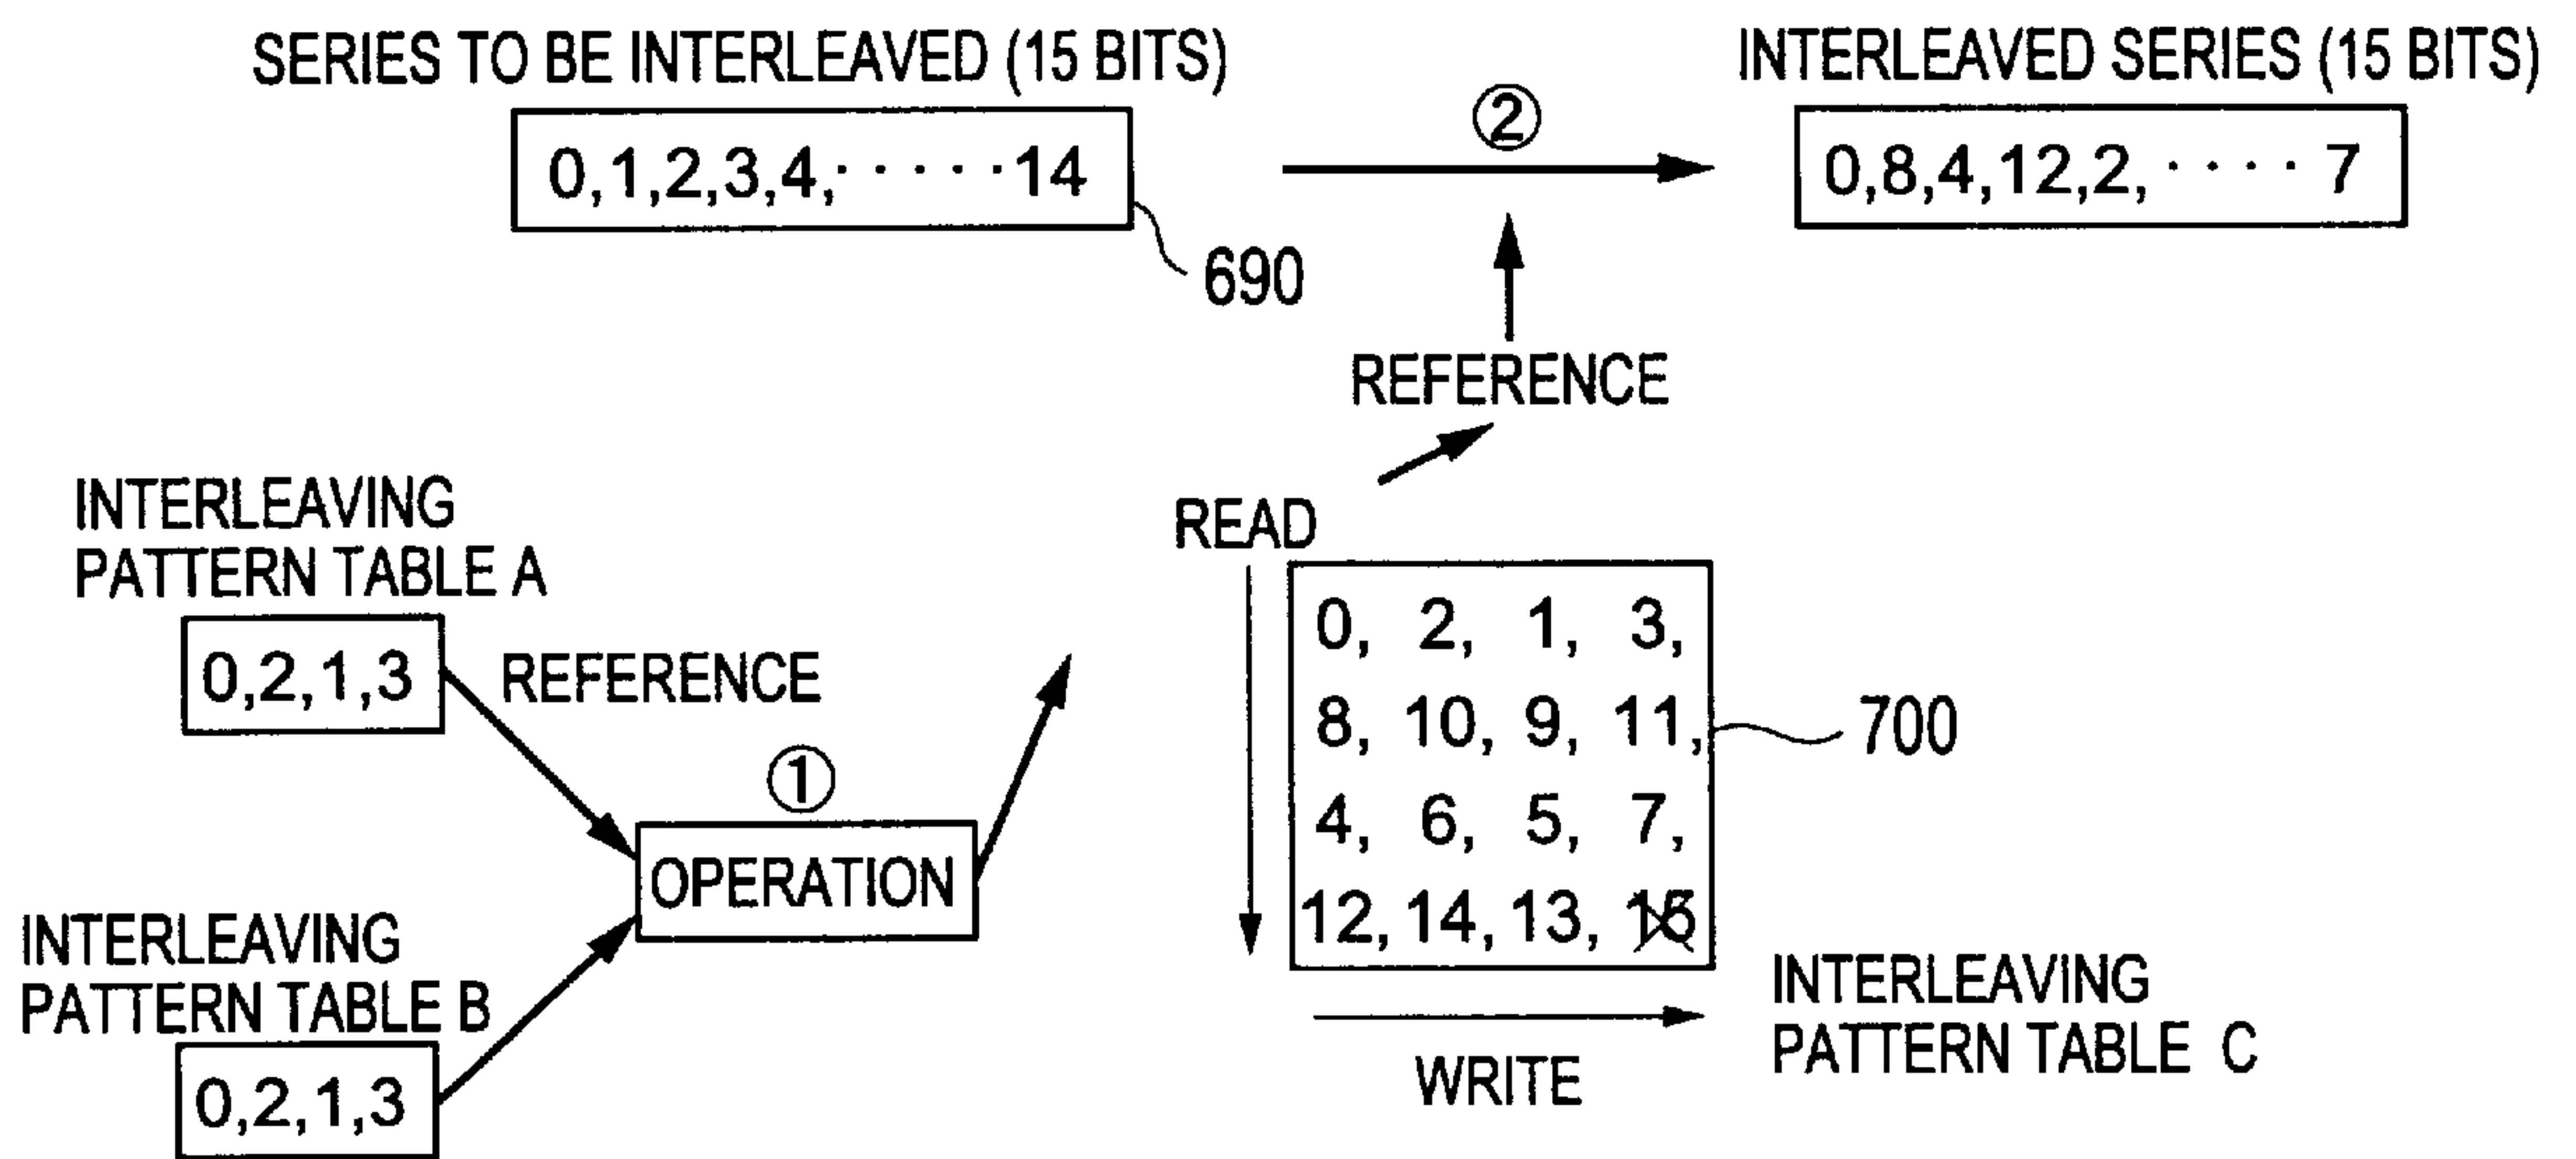 SERIES TO BE INTERLEAVED (15 BITS)
0,1,2,3,4,·····14
690
②
INTERLEAVED SERIES (15 BITS)
0,8,4,12,2,···· 7
REFERENCE
INTERLEAVING
PATTERN TABLE A
0,2,1,3
REFERENCE
①
OPERATION
INTERLEAVING
PATTERN TABLE B
0,2,1,3
READ
0, 2, 1, 3,
8, 10, 9, 11,
4, 6, 5, 7,
12, 14, 13, 15
700
WRITE
INTERLEAVING
PATTERN TABLE C